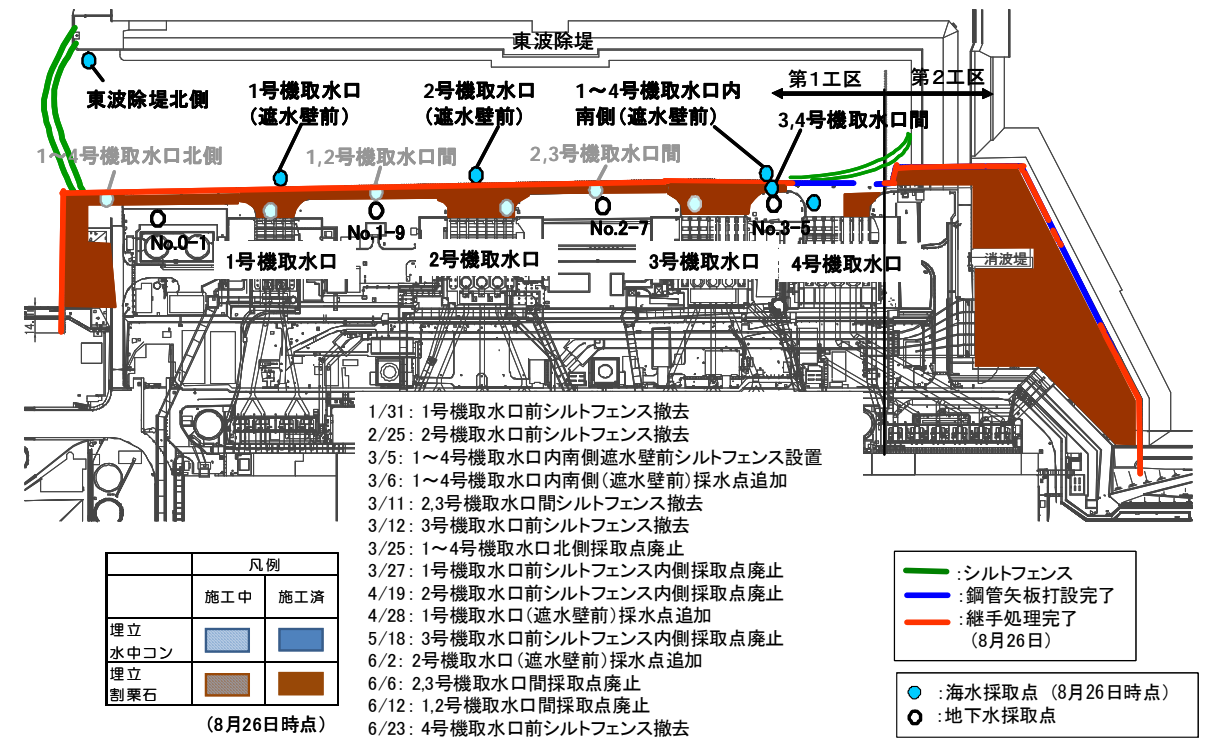 東波除堤
第1工区
第2工区
東波除堤北側
1号機取水口
(遮水壁前)
2号機取水口
(遮水壁前)
1～4号機取水口内
南側(遮水壁前)
3,4号機取水口間
1～4号機取水口北側
1,2号機取水口間
2,3号機取水口間
No.0-1
No.1-9
No.2-7
No.3-5
1号機取水口
2号機取水口
3号機取水口
4号機取水口
消波堤
1/31: 1号機取水口前シルトフェンス撤去
2/25: 2号機取水口前シルトフェンス撤去
3/5: 1～4号機取水口内南側遮水壁前シルトフェンス設置
3/6: 1～4号機取水口内南側(遮水壁前)採水点追加
3/11: 2,3号機取水口間シルトフェンス撤去
3/12: 3号機取水口前シルトフェンス撤去
3/25: 1～4号機取水口北側採取点廃止
3/27: 1号機取水口前シルトフェンス内側採取点廃止
4/19: 2号機取水口前シルトフェンス内側採取点廃止
4/28: 1号機取水口(遮水壁前)採水点追加
5/18: 3号機取水口前シルトフェンス内側採取点廃止
6/2: 2号機取水口(遮水壁前)採水点追加
6/6: 2,3号機取水口間採取点廃止
6/12: 1,2号機取水口間採取点廃止
6/23: 4号機取水口前シルトフェンス撤去
凡例
施工中 施工済
埋立
水中コン
埋立
割栗石
(8月26日時点)
:シルトフェンス
:鋼管矢板打設完了
:継手処理完了
(8月26日)
:海水採取点 (8月26日時点)
:地下水採取点